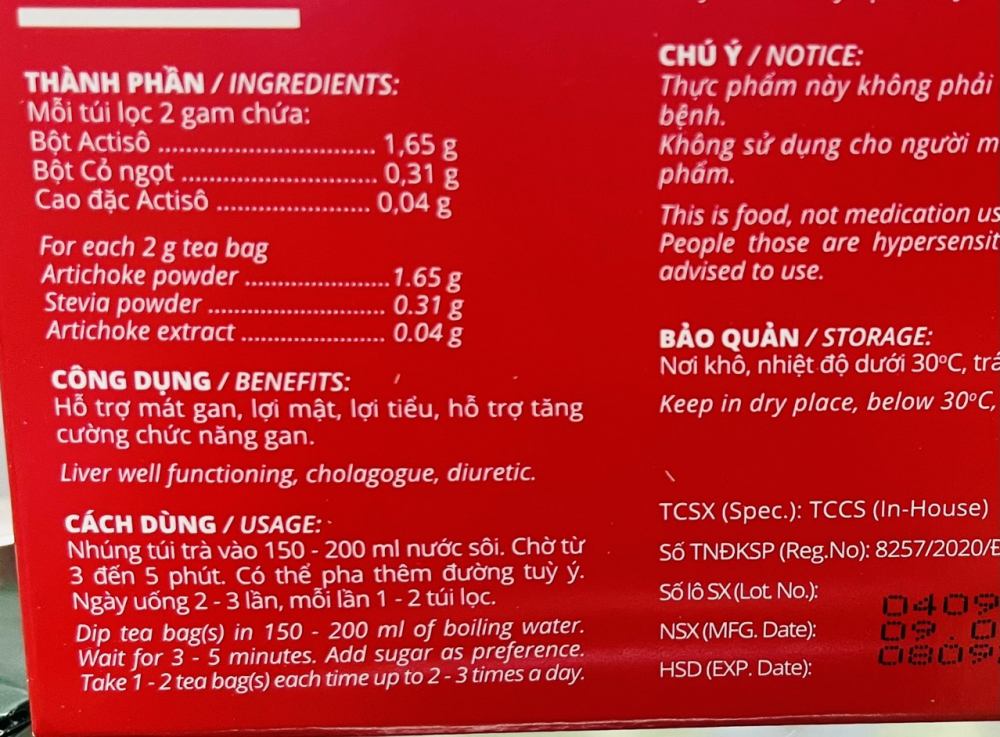 THÀNH PHẦN / INGREDIENTS:
Mỗi túi lọc 2 gam chứa:
Bột Actisô .................................. 1,65 g
Bột Cỏ ngọt ............................... 0,31 g
Cao đặc Actisô ......................... 0,04 g
For each 2 g tea bag
Artichoke powder ....................... 1.65 g
Stevia powder ............................ 0.31 g
Artichoke extract ....................... 0.04 g
CÔNG DỤNG / BENEFITS:
Hỗ trợ mát gan, lợi mật, lợi tiểu, hỗ trợ tăng
cường chức năng gan.
Liver well functioning, cholagogue, diuretic.
CÁCH DÙNG / USAGE:
Nhúng túi trà vào 150 - 200 ml nước sôi. Chờ từ
3 đến 5 phút. Có thể pha thêm đường tuỳ ý.
Ngày uống 2 - 3 lần, mỗi lần 1 - 2 túi lọc.
Dip tea bag(s) in 150 - 200 ml of boiling water.
Wait for 3 - 5 minutes. Add sugar as preference.
Take 1 - 2 tea bag(s) each time up to 2 - 3 times a day.
CHÚ Ý / NOTICE:
Thực phẩm này không phải
bệnh.
Không sử dụng cho người
phẩm.
This is food, not medication
People those are
advised to use.
BẢO QUẢN / STORAGE:
Nơi khô, nhiệt độ dưới 30°C,
Keep in dry place, below 30°C,
TCSX (Spec.): TCCS (In-House)
Số TNĐKSP (Reg.No): 8257/2020/
Số lô SX (Lot. No.): 0409
NSX (MFG. Date): 09.0
HSD (EXP. Date): 0809